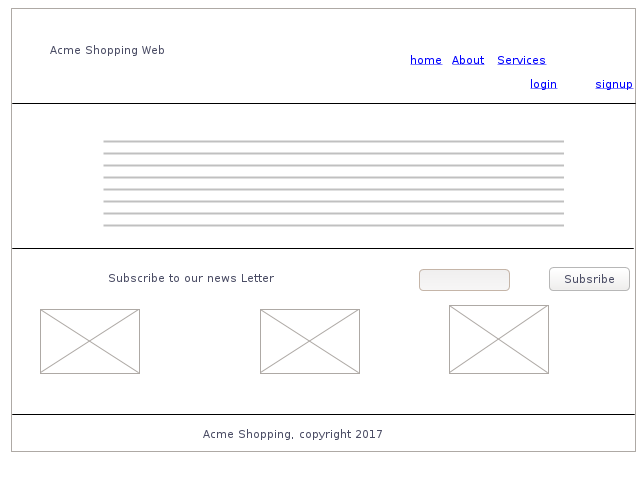 Acme Shopping Web
home About Services
login signup
Subscribe to our news Letter
Subsribe
Acme Shopping, copyright 2017